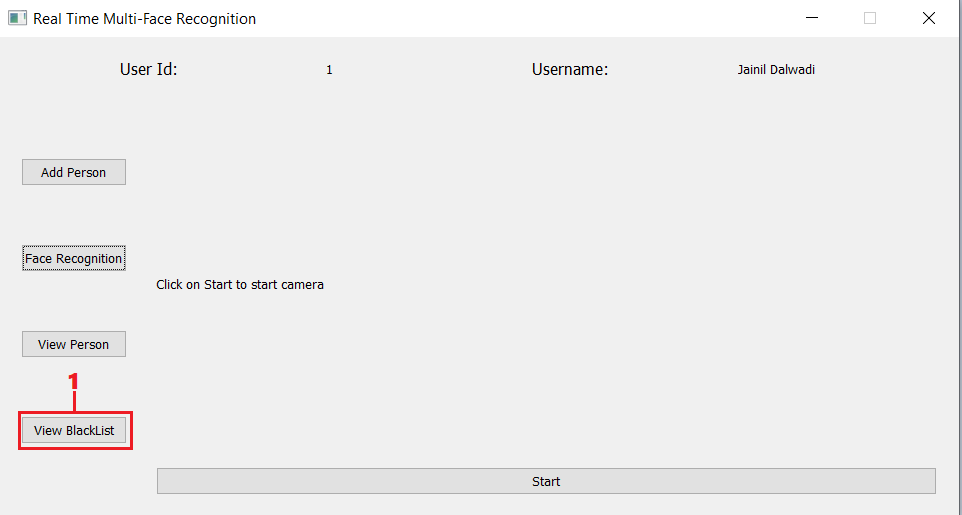 Real Time Multi-Face Recognition
User Id: 1 Username: Jainil Dalwadi
Add Person
Face Recognition
Click on Start to start camera
View Person
1
View BlackList
Start